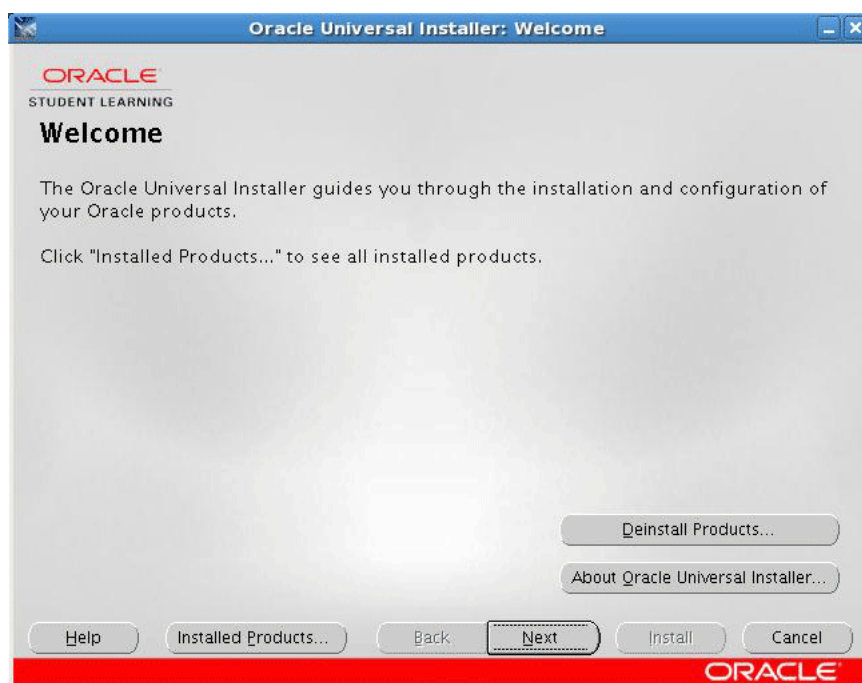 Oracle Universal Installer: Welcome
ORACLE
STUDENT LEARNING
Welcome
The Oracle Universal Installer guides you through the installation and configuration of
your Oracle products.
Click "Installed Products..." to see all installed products.
Deinstall Products...
About Oracle Universal Installer...
Help Installed Products... Back Next Install Cancel
ORACLE